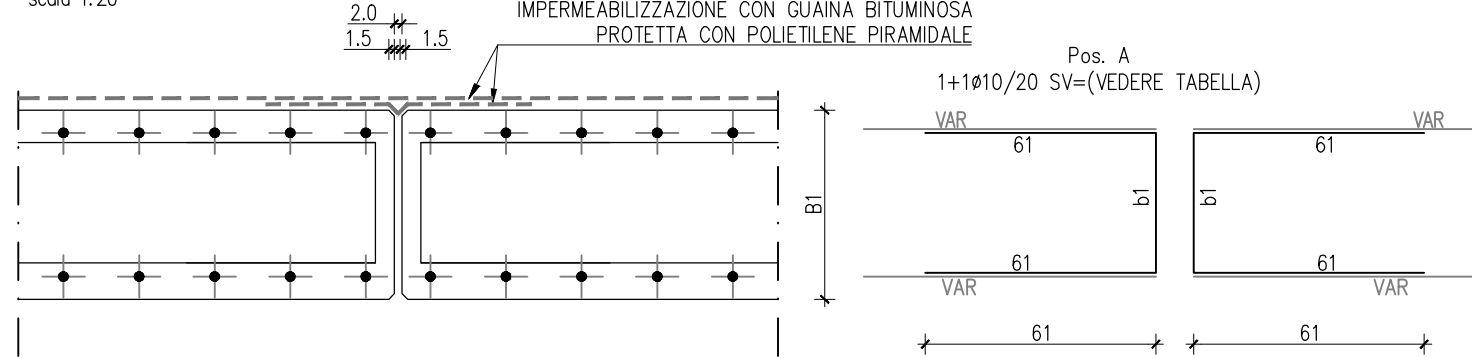 scala 1:20
2.0
1.5 1.5
IMPERMEABILIZZAZIONE CON GUAINA BITUMINOSA
PROTETTA CON POLIETILENE PIRAMIDALE
Pos. A
1+1ø10/20 SV=(VEDERE TABELLA)
VAR VAR
61 61
B1
b1 b1
61 61
VAR VAR
61 61